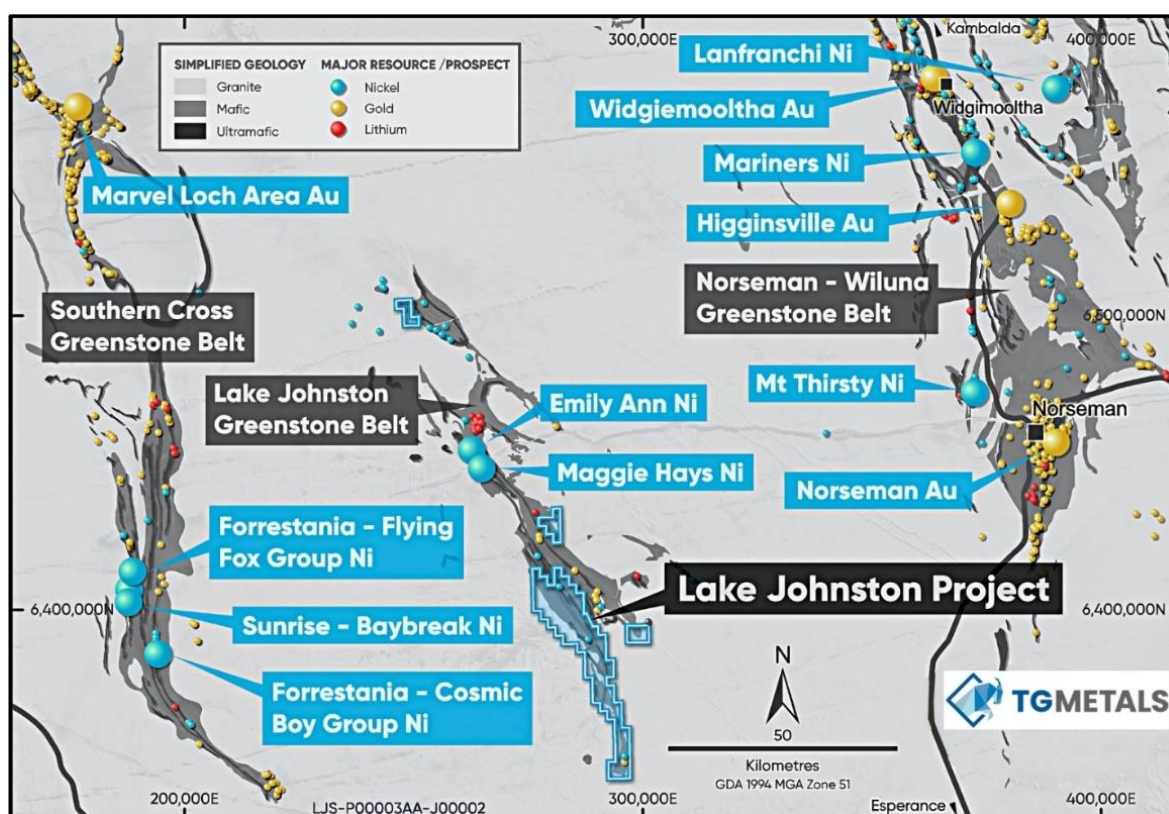 200,000E
300,000E
Kambalda
400,000E
SIMPLIFIED GEOLOGY
Granite
Mafic
Ultramafic
MAJOR RESOURCE /PROSPECT
Nickel
Gold
Lithium
Lanfranchi Ni
Widgiemooltha Au
Widgimooltha
Mariners Ni
Marvel Loch Area Au
Higginsville Au
Norseman - Wiluna
Greenstone Belt
Southern Cross
Greenstone Belt
6,500,000N
Lake Johnston
Greenstone Belt
Emily Ann Ni
Mt Thirsty Ni
Norseman
Maggie Hays Ni
Norseman Au
Forrestania - Flying
Fox Group Ni
Lake Johnston Project
6,400,000N
6,400,000N
Sunrise - Baybreak Ni
Forrestania - Cosmic
Boy Group Ni
N
50
Kilometres
GDA 1994 MGA Zone 51
TGMETALS
200,000E
LJS-P00003AA-J00002
300,000E
Esperance
400,000E